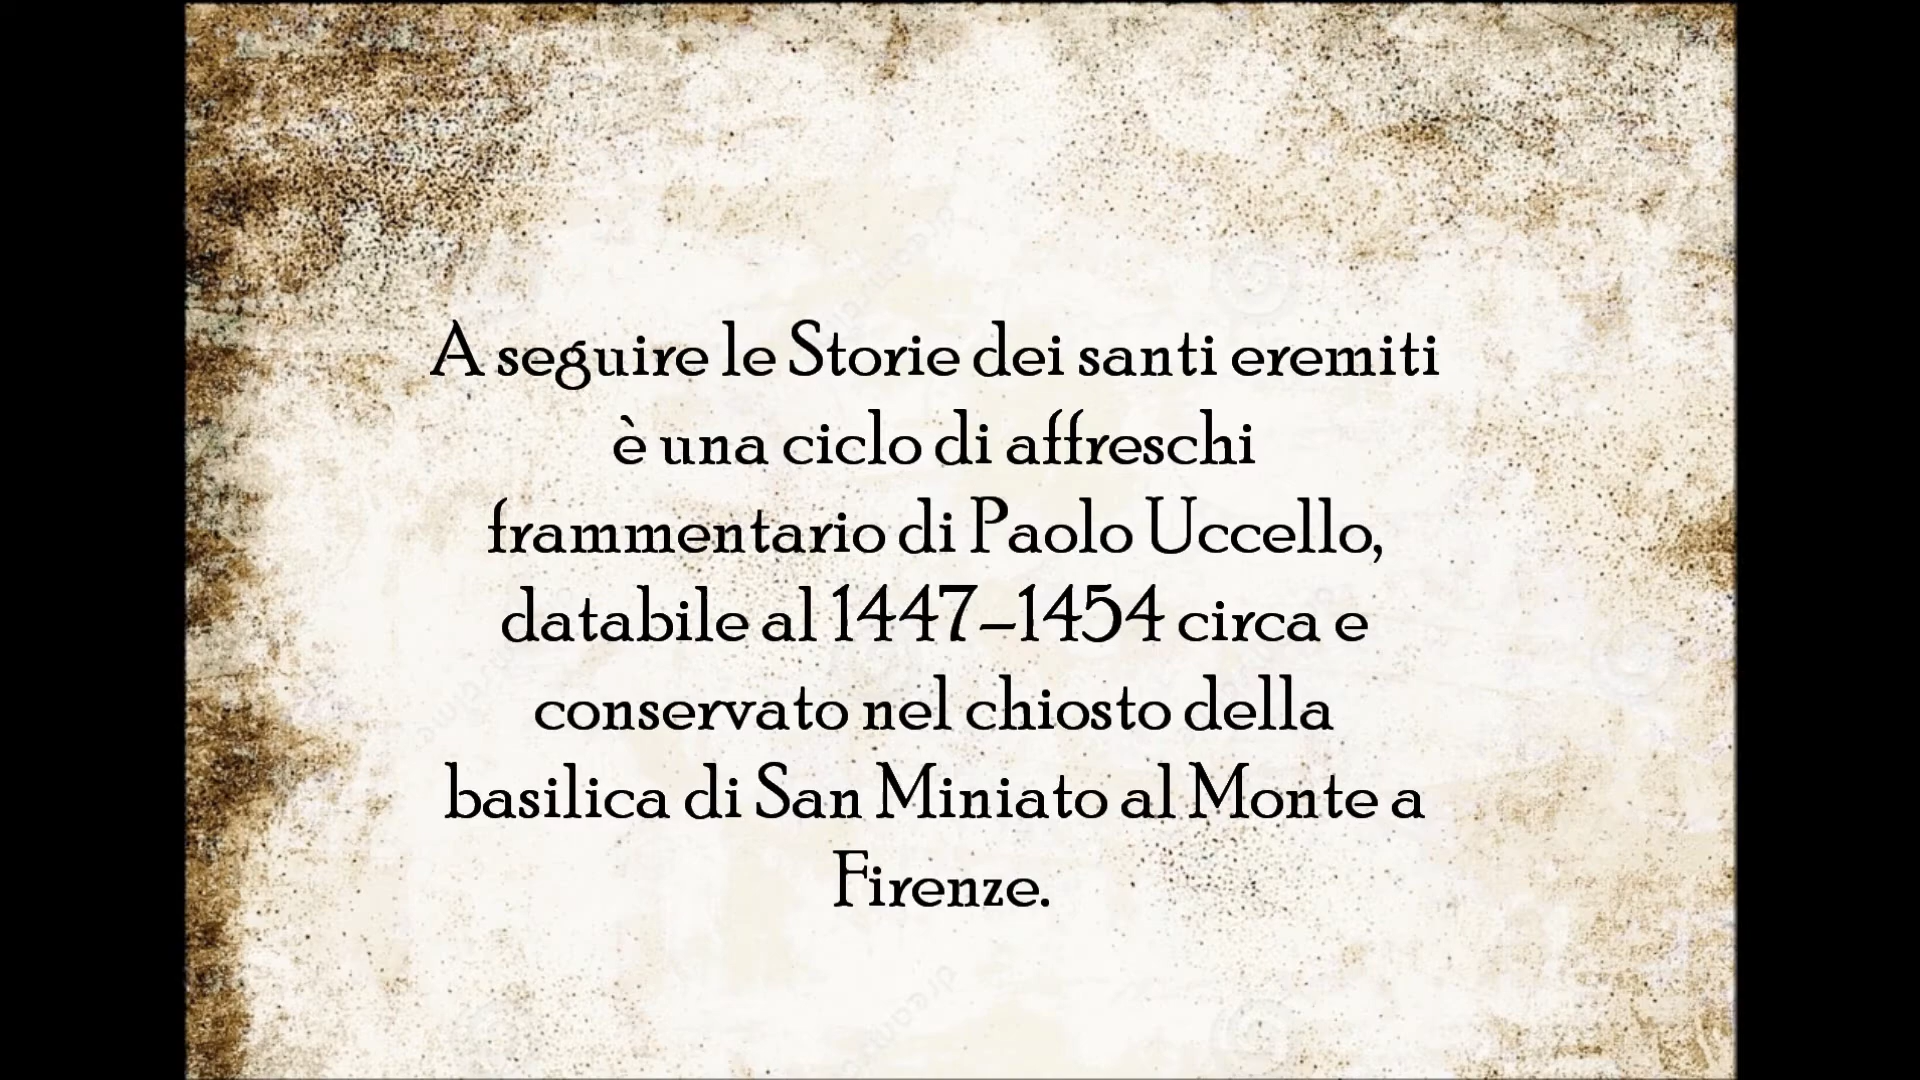 A seguire le Storie dei santi eremiti
è una ciclo di affreschi
frammentario di Paolo Uccello,
databile al 1447–1454 circa e
conservato nel chiosto della
basilica di San Miniato al Monte a
Firenze.